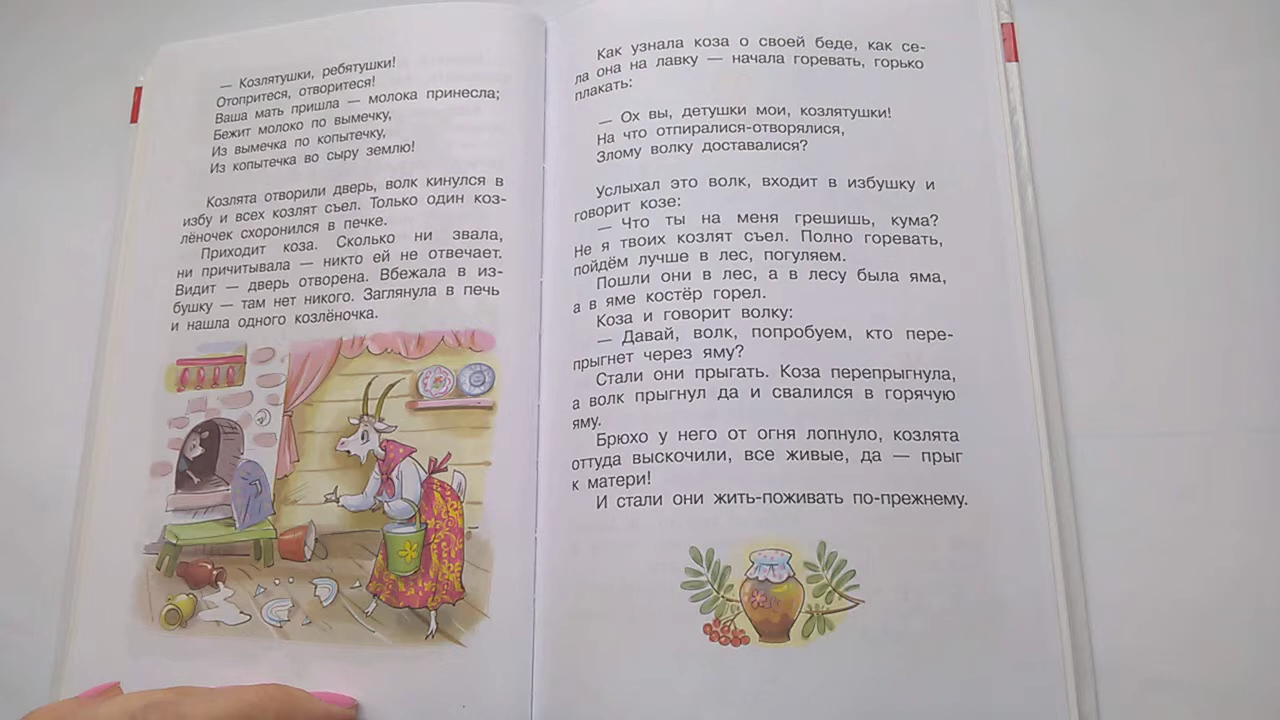 — Козлятушки, ребятушки!
Отопритеся, отворитеся!
Ваша мать пришла — молока принесла;
Бежит молоко по вымечку,
Из вымечка по копытечку,
Из копытечка во сыру землю!
Козлята отворили дверь, волк кинулся в
избу и всех козлят съел. Только один коз-
лёночек схоронился в печке.
Приходит коза. Сколько ни звала,
ни причитывала — никто ей не отвечает.
Видит — дверь отворена. Вбежала в из-
бушку — там нет никого. Заглянула в печь
и нашла одного козлёночка.
Как узнала коза о своей беде, как се-
ла она на лавку — начала горевать, горько
плакать:
— Ох вы, детушки мои, козлятушки!
На что отпиралися-отворялися,
Злому волку доставалися?
Услыхал это волк, входит в избушку и
говорит козе:
— Что ты на меня грешишь, кума?
Не я твоих козлят съел. Полно горевать,
пойдём лучше в лес, погуляем.
Пошли они в лес, а в лесу была яма,
а в яме костёр горел.
Коза и говорит волку:
— Давай, волк, попробуем, кто пере-
прыгнет через яму?
Стали они прыгать. Коза перепрыгнула,
а волк прыгнул да и свалился в горячую
яму.
Брюхо у него от огня лопнуло, козлята
оттуда выскочили, все живые, да — прыг
к матери!
И стали они жить-поживать по-прежнему.